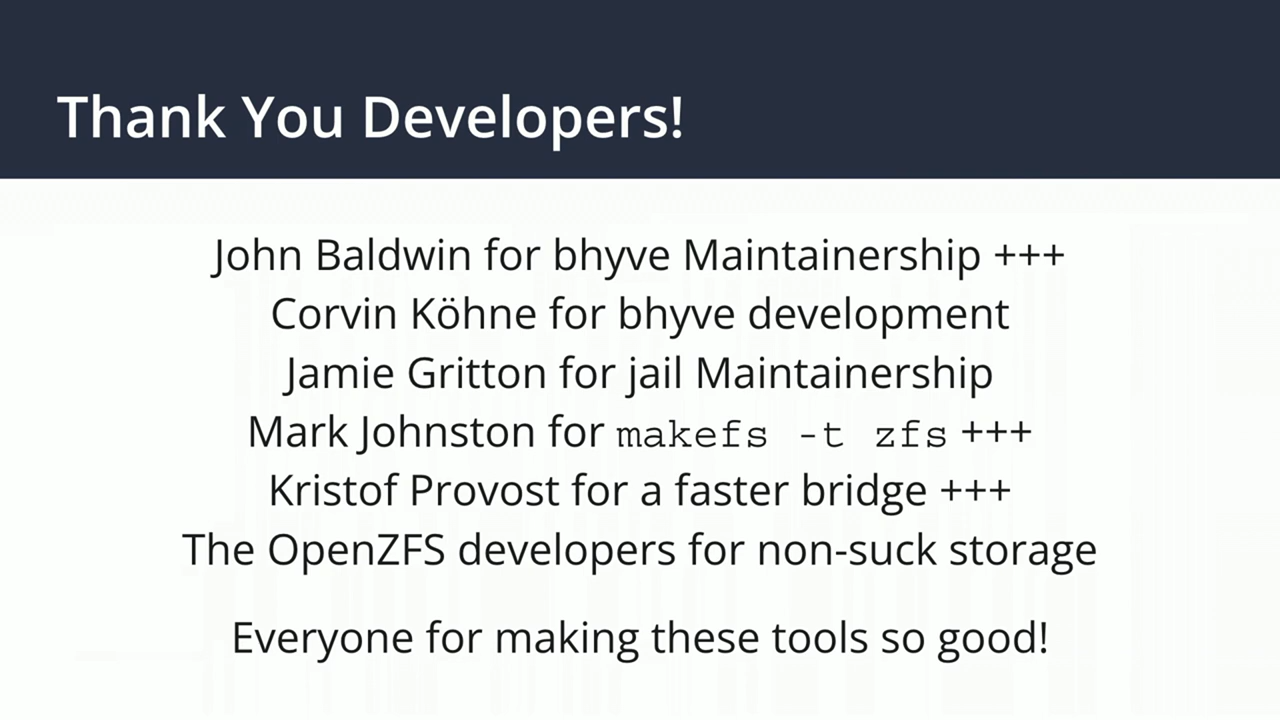 Thank You Developers!
John Baldwin for bhyve Maintainership +++
Corvin Köhne for bhyve development
Jamie Gritton for jail Maintainership
Mark Johnston for makefs -t zfs +++
Kristof Provost for a faster bridge +++
The OpenZFS developers for non-suck storage
Everyone for making these tools so good!